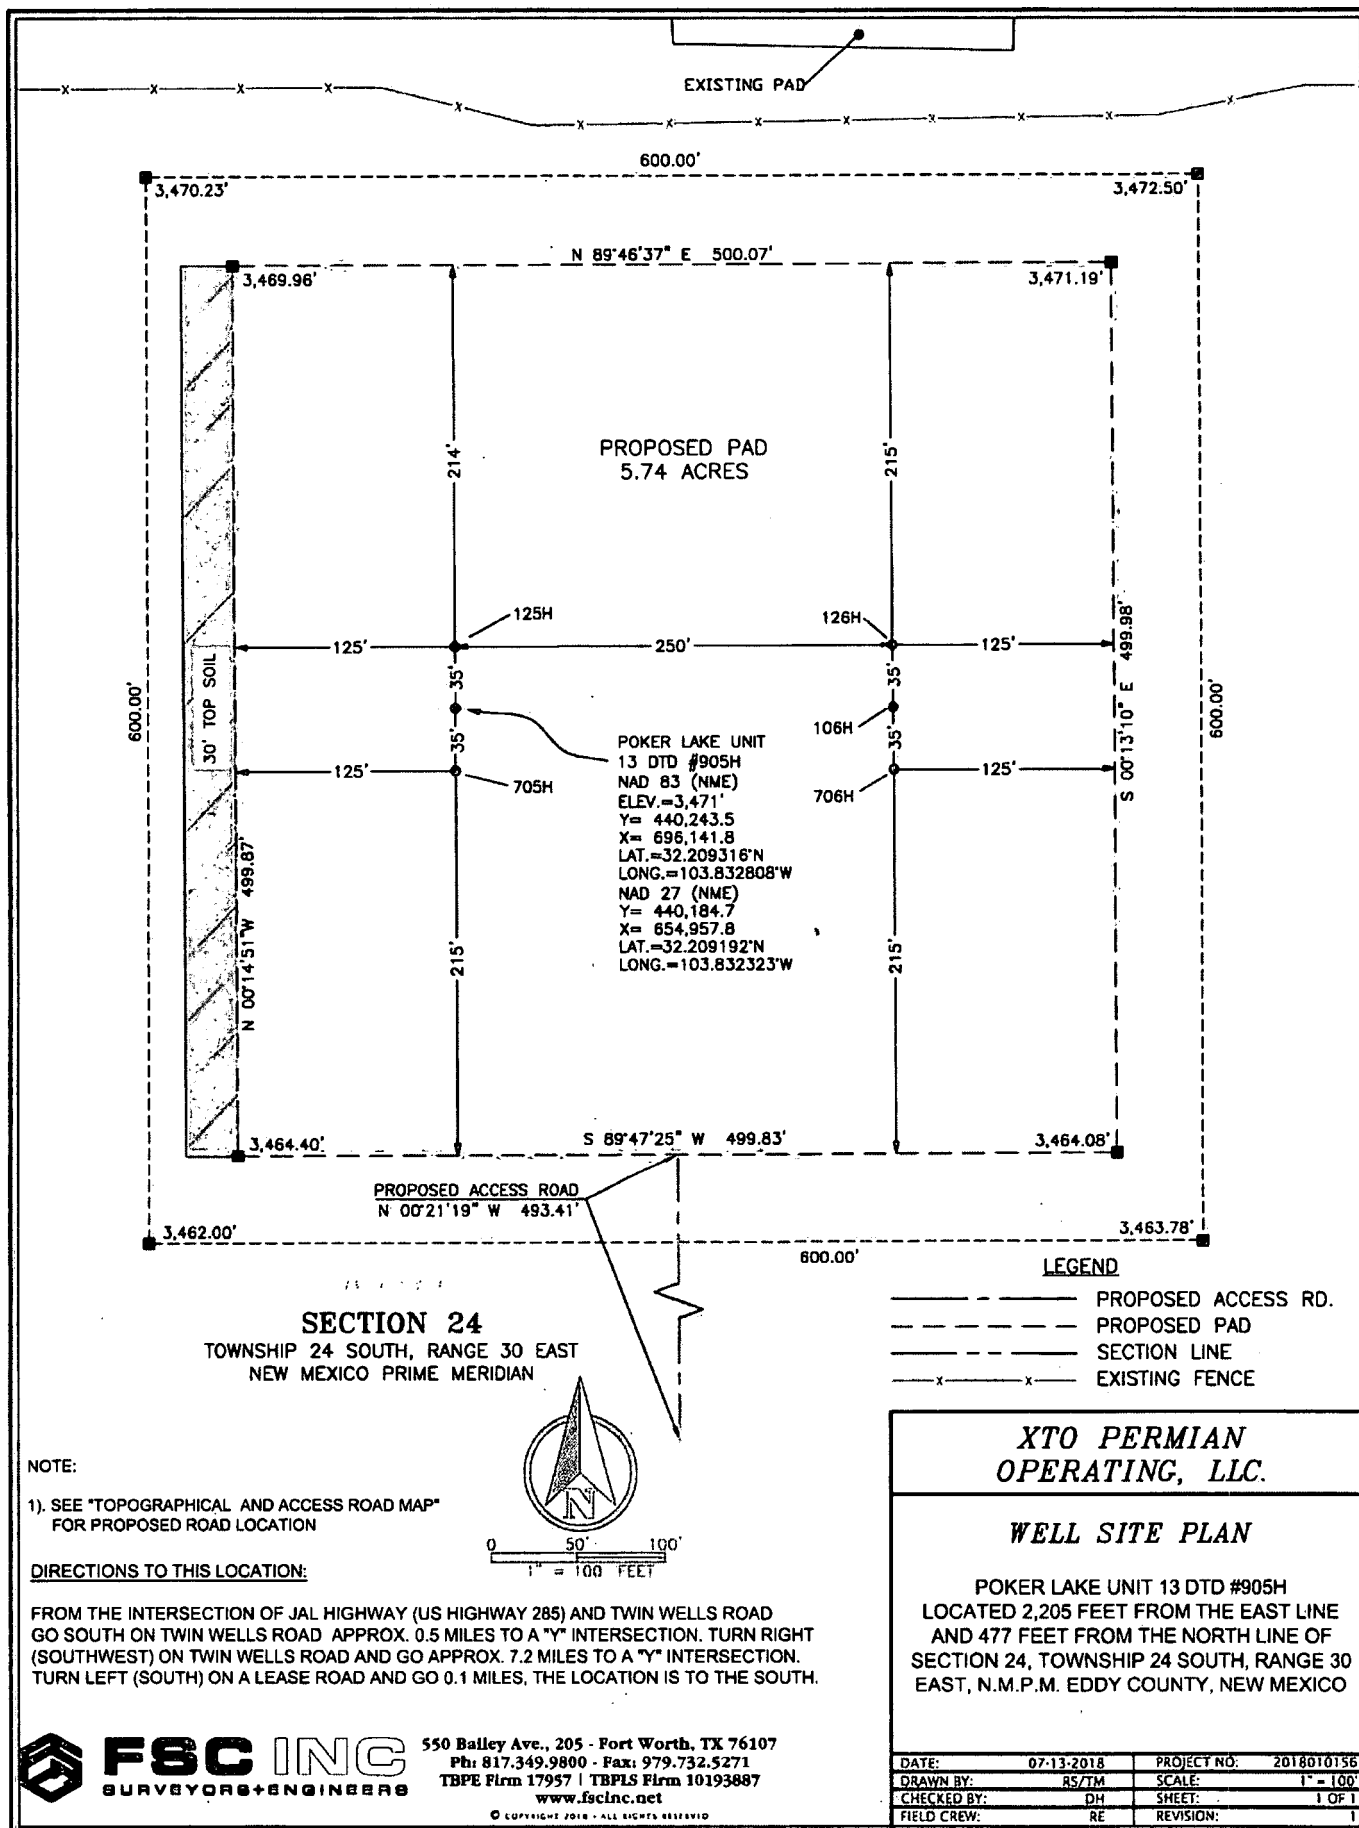 EXISTING PAD
600.00'
3,470.23'
3,472.50'
N 89°46'37" E 500.07'
3,469.96'
3,471.19'
214'
215'
PROPOSED PAD
5.74 ACRES
125H
126H
125'
250'
125'
35'
35'
30' TOP SOIL
600.00'
499.98'
S 00°13'10" E
600.00'
106H
35'
35'
125'
705H
706H
125'
POKER LAKE UNIT
13 DTD #905H
NAD 83 (NME)
ELEV.=3,471'
Y= 440,243.5
X= 696,141.8
LAT.=32.209316°N
LONG.=103.832808°W
NAD 27 (NME)
Y= 440,184.7
X= 654,957.8
LAT.=32.209192°N
LONG.=103.832323°W
N 00°14'51" W 499.87'
215'
215'
3,464.40'
S 89°47'25" W 499.83'
3,464.08'
PROPOSED ACCESS ROAD
N 00°21'19" W 493.41'
3,462.00'
3,463.78'
600.00'
SECTION 24
TOWNSHIP 24 SOUTH, RANGE 30 EAST
NEW MEXICO PRIME MERIDIAN
LEGEND
PROPOSED ACCESS RD.
PROPOSED PAD
SECTION LINE
EXISTING FENCE
N
0 50' 100'
1" = 100 FEET
NOTE:
1). SEE "TOPOGRAPHICAL AND ACCESS ROAD MAP"
FOR PROPOSED ROAD LOCATION
DIRECTIONS TO THIS LOCATION:
FROM THE INTERSECTION OF JAL HIGHWAY (US HIGHWAY 285) AND TWIN WELLS ROAD
GO SOUTH ON TWIN WELLS ROAD APPROX. 0.5 MILES TO A "Y" INTERSECTION. TURN RIGHT
(SOUTHWEST) ON TWIN WELLS ROAD AND GO APPROX. 7.2 MILES TO A "Y" INTERSECTION.
TURN LEFT (SOUTH) ON A LEASE ROAD AND GO 0.1 MILES, THE LOCATION IS TO THE SOUTH.
XTO PERMIAN
OPERATING, LLC.
WELL SITE PLAN
POKER LAKE UNIT 13 DTD #905H
LOCATED 2,205 FEET FROM THE EAST LINE
AND 477 FEET FROM THE NORTH LINE OF
SECTION 24, TOWNSHIP 24 SOUTH, RANGE 30
EAST, N.M.P.M. EDDY COUNTY, NEW MEXICO
FSC INC
SURVEYORS+ENGINEERS
550 Bailey Ave., 205 - Fort Worth, TX 76107
Ph: 817.349.9800 - Fax: 979.732.5271
TBPE Firm 17957 | TBPLS Firm 10193887
www.fscinc.net
© COPYRIGHT 2018 - ALL RIGHTS RESERVED
DATE: 07-13-2018 PROJECT NO: 2018010156
DRAWN BY: RS/TM SCALE: 1" = 100'
CHECKED BY: DH SHEET: 1 OF 1
FIELD CREW: RE REVISION: 1